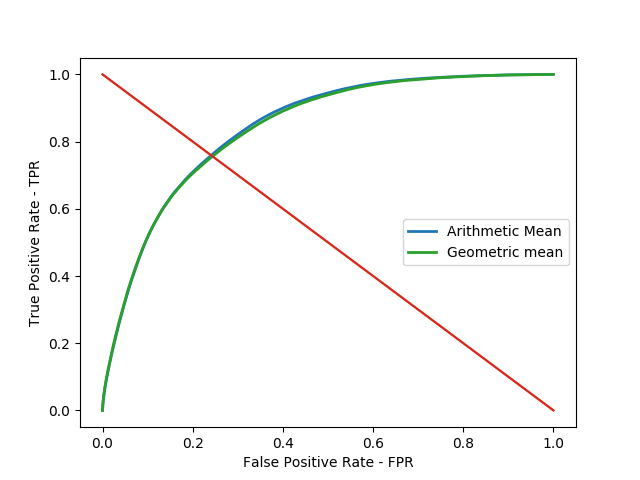 1.0
0.8
0.6
0.4
0.2
0.0
True Positive Rate - TPR
Arithmetic Mean
Geometric mean
0.0 0.2 0.4 0.6 0.8 1.0
False Positive Rate - FPR